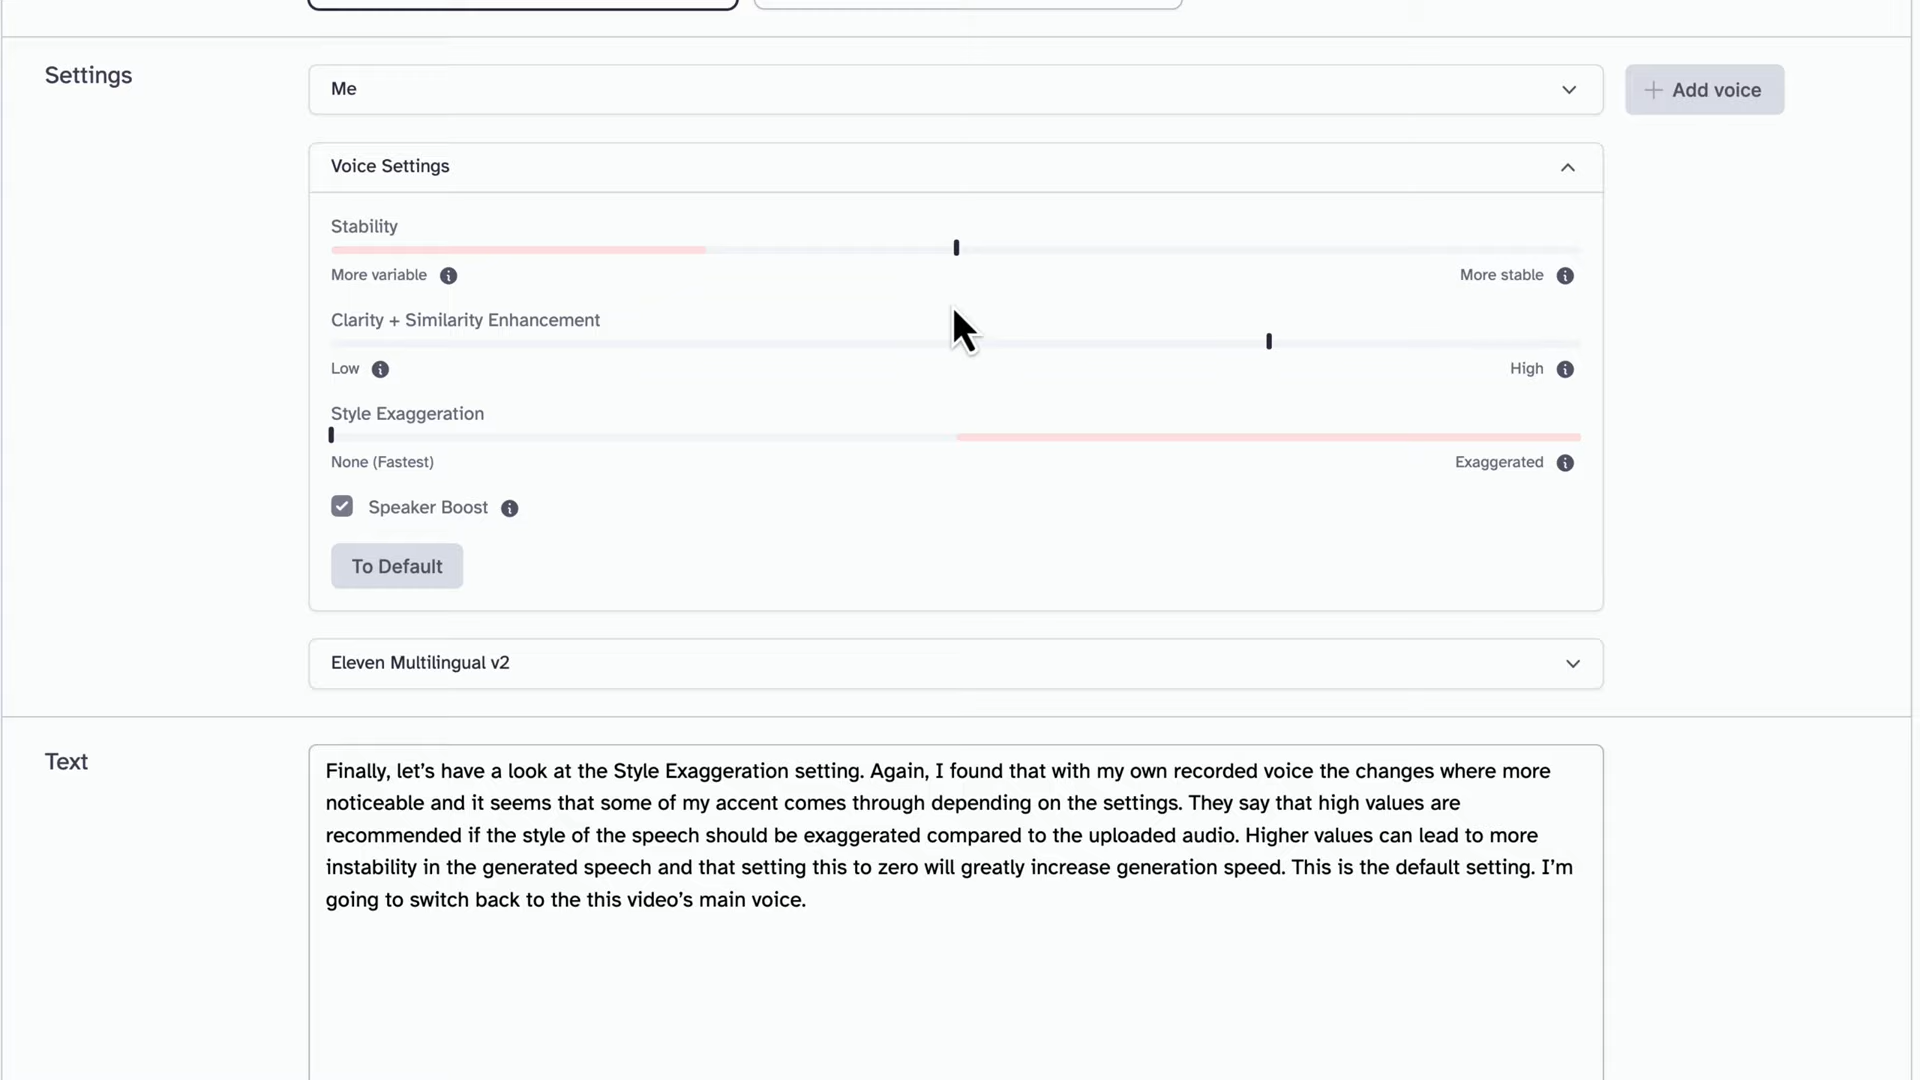 Settings
Me
Add voice
Voice Settings
Stability
More variable
More stable
Clarity + Similarity Enhancement
Low
High
Style Exaggeration
None (Fastest)
Exaggerated
Speaker Boost
To Default
Eleven Multilingual v2
Text
Finally, let’s have a look at the Style Exaggeration setting. Again, I found that with my own recorded voice the changes where more
noticeable and it seems that some of my accent comes through depending on the settings. They say that high values are
recommended if the style of the speech should be exaggerated compared to the uploaded audio. Higher values can lead to more
instability in the generated speech and that setting this to zero will greatly increase generation speed. This is the default setting. I’m
going to switch back to the this video’s main voice.